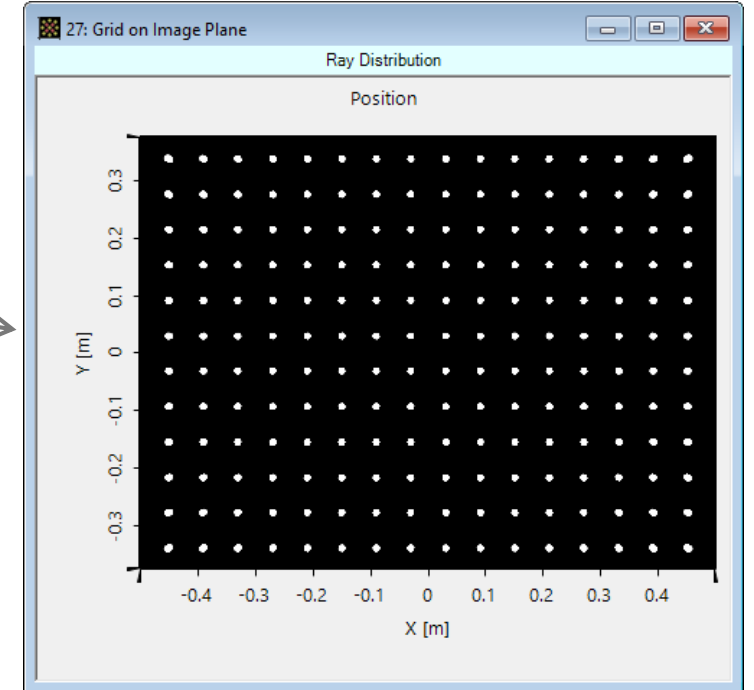 27: Grid on Image Plane
Ray Distribution
Position
0.3
0.2
0.1
0
-0.1
-0.2
-0.3
Y [m]
-0.4 -0.3 -0.2 -0.1 0 0.1 0.2 0.3 0.4
X [m]